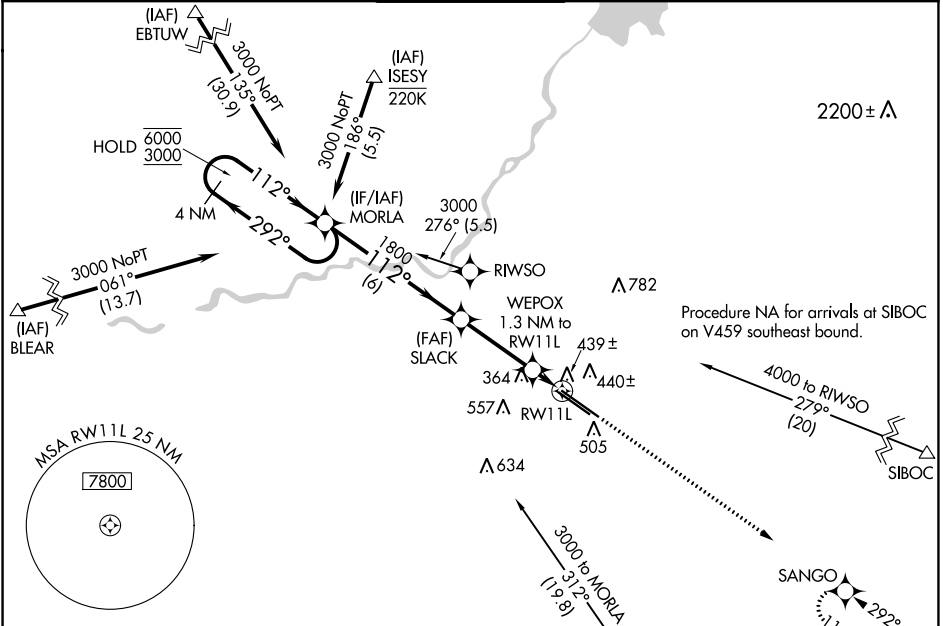 (IAF)
EBTUW
3000 NoPT
135°
(30.9)
(IAF)
ISESY
220K
3000 NoPT
186°
(5.5)
2200±
HOLD
6000
3000
4 NM
112°
292°
(IF/IAF)
MORLA
3000
276° (5.5)
1800
112°
(6)
RIWSO
3000 NoPT
061°
(13.7)
(IAF)
BLEAR
(FAF)
SLACK
WEPOX
1.3 NM to
RW11L
782
Procedure NA for arrivals at SIBOC
on V459 southeast bound.
439±
364
440±
557
RW11L
505
634
4000 to RIWSO
279°
(20)
SIBOC
MSA RW11L 25 NM
7800
3000 to MORLA
312°
(19.8)
SANGO
292°